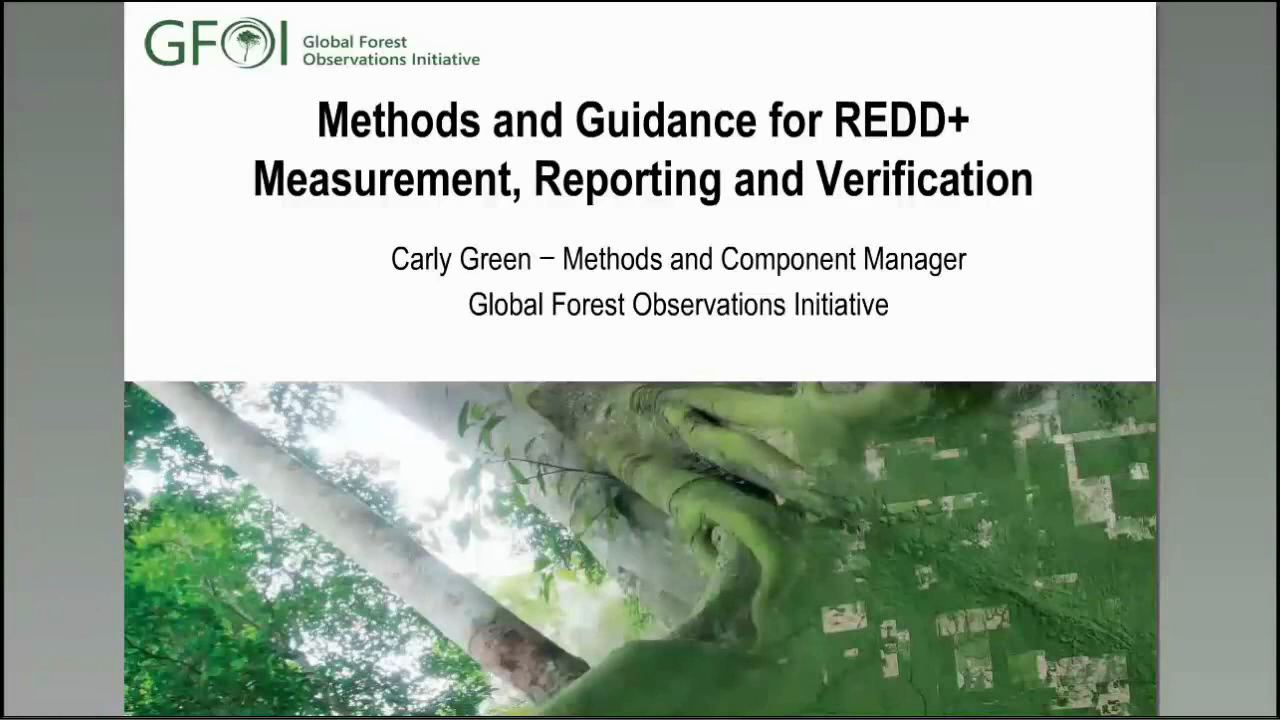 GFOI
Global Forest
Observations Initiative
Methods and Guidance for REDD+
Measurement, Reporting and Verification
Carly Green – Methods and Component Manager
Global Forest Observations Initiative